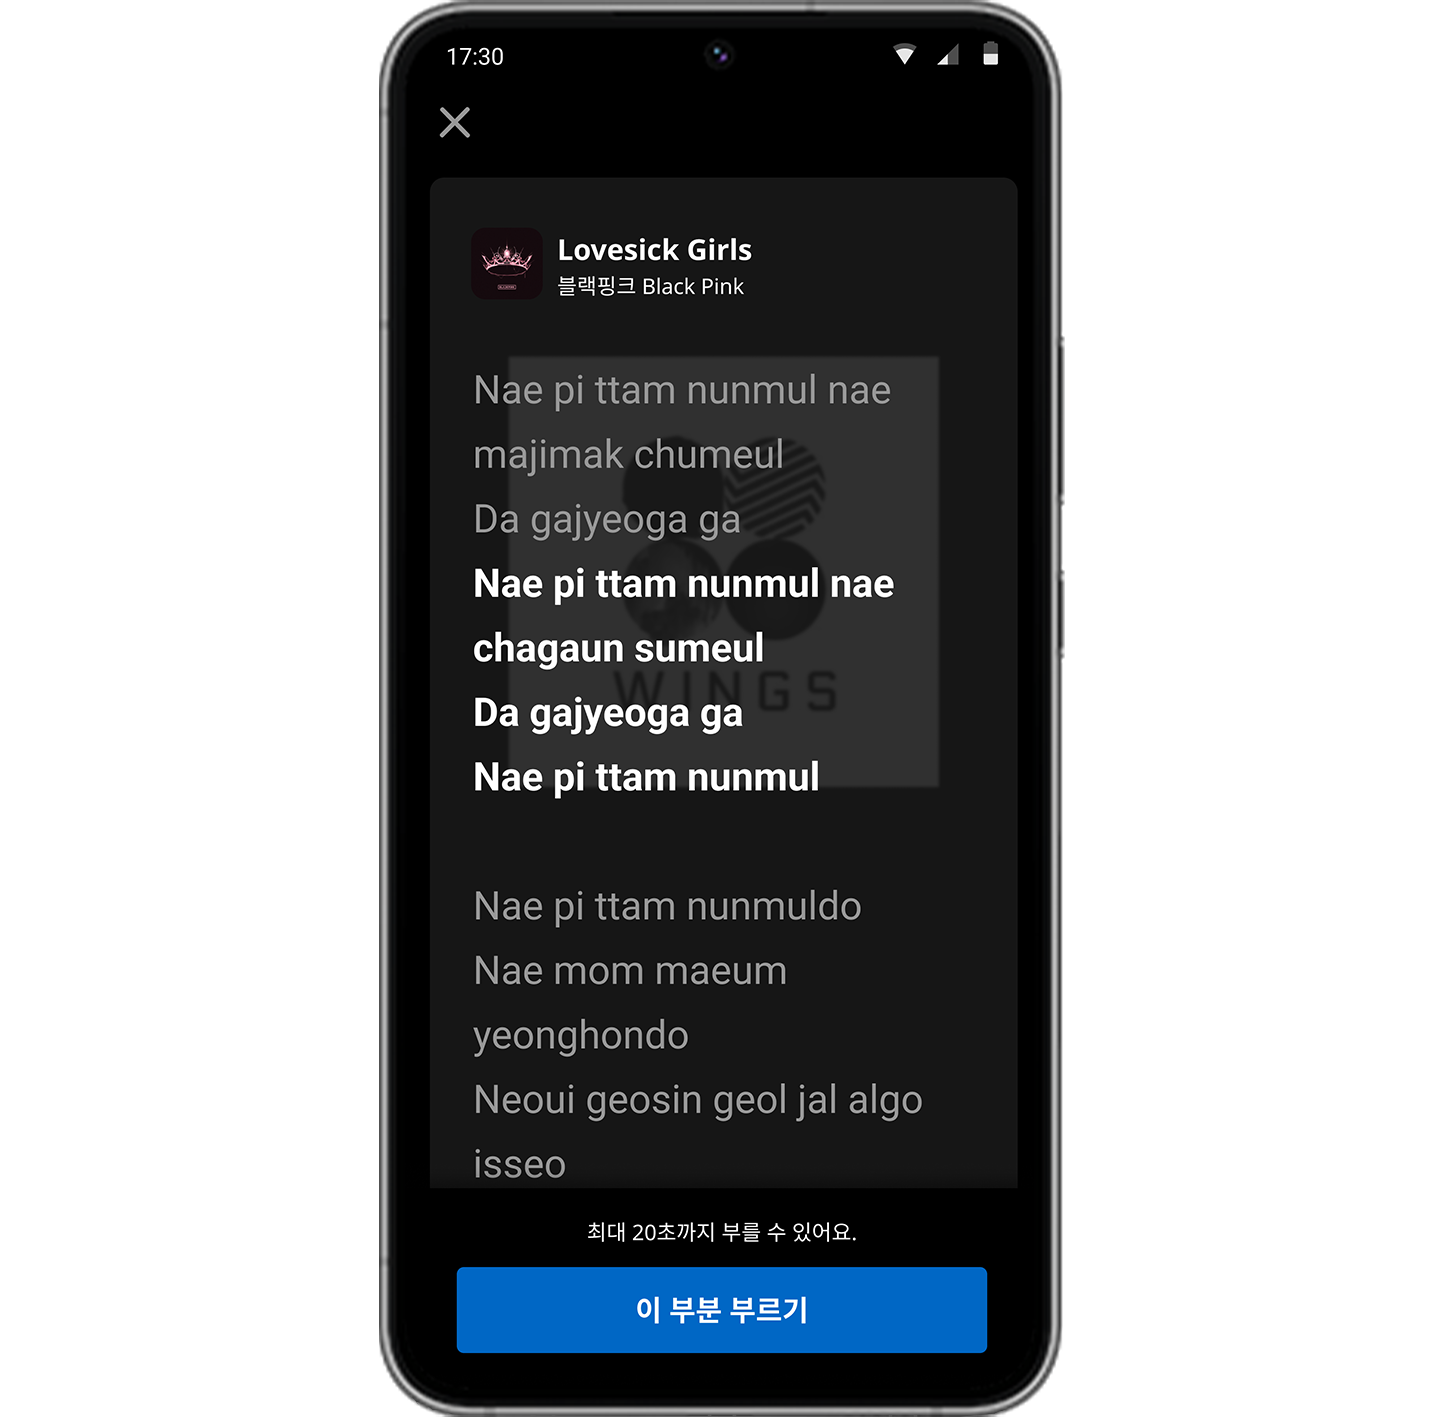 17:30
Lovesick Girls
블랙핑크 Black Pink
Nae pi ttam nunmul nae
majimak chumeul
Da gajyeoga ga
Nae pi ttam nunmul nae
chagaun sumeul
WINGS
Da gajyeoga ga
Nae pi ttam nunmul
Nae pi ttam nunmuldo
Nae mom maeum
yeonghondo
Neoui geosin geol jal algo
isseo
최대 20초까지 부를 수 있어요.
이 부분 부르기